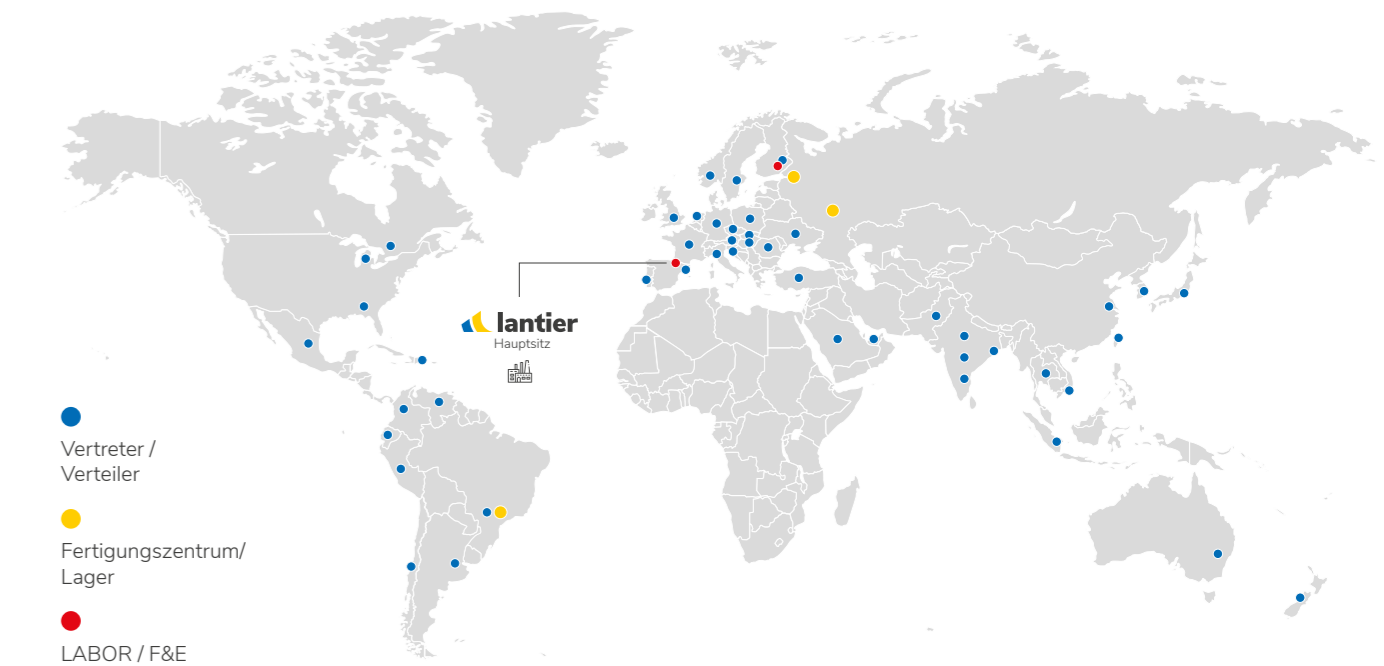 lantier
Hauptsitz
Vertreter /
Verteiler
Fertigungszentrum/
Lager
LABOR / F&E